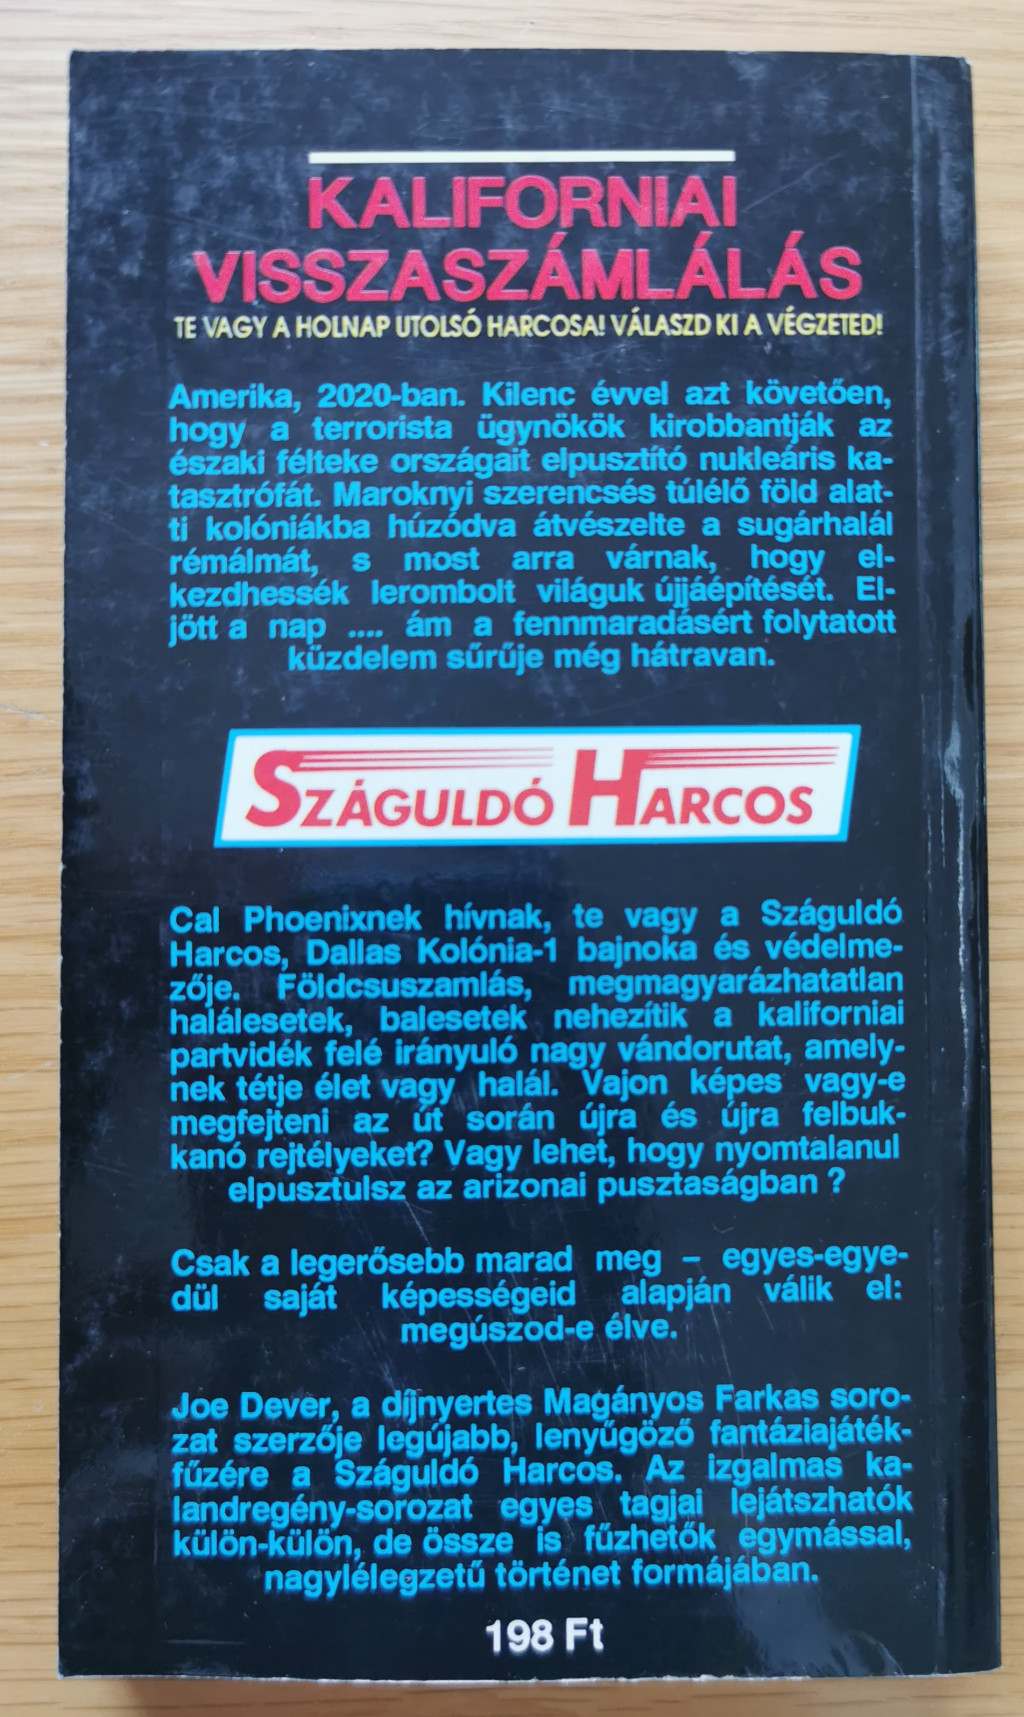 KALIFORNIAI
VISSZASZÁMLÁLÁS
TE VAGY A HOLNAP UTOLSÓ HARCOSA! VÁLASZD KI A VÉGZETED!
Amerika, 2020-ban. Kilenc évvel azt követően,
hogy a terrorista ügynökök kirobbantják az
északi félteke országait elpusztító nukleáris ka-
tasztrófát. Maroknyi szerencsés túlélő föld alat-
ti kolóniákba húzódva átvészelte a sugárhalál
rémálmát, s most arra várnak, hogy el-
kezdhessék lerombolt világuk újjáépítését. El-
jött a nap .... ám a fennmaradásért folytatott
küzdelem sűrűje még hátravan.
SZÁGULDÓ HARCOS
Cal Phoenixnek hívnak, te vagy a Száguldó
Harcos, Dallas Kolónia-1 bajnoka és védelme-
zője. Földcsuszamlás, megmagyarázhatatlan
halálesetek, balesetek nehezítik a kaliforniai
partvidék felé irányuló nagy vándorutat, amely-
nek tétje élet vagy halál. Vajon képes vagy-e
megfejteni az út során újra és újra felbuk-
kanó rejtélyeket? Vagy lehet, hogy nyomtalanul
elpusztulsz az arizonai pusztaságban ?
Csak a legerősebb marad meg – egyes-egye-
dül saját képességeid alapján válik el:
megúszod-e élve.
Joe Dever, a díjnyertes Magányos Farkas soro-
zat szerzője legújabb, lenyűgöző fantáziajáték-
fűzére a Száguldó Harcos. Az izgalmas ka-
landregény-sorozat egyes tagjai lejátszhatók
külön-külön, de össze is fűzhetők egymással,
nagylélegzetű történet formájában.
198 Ft